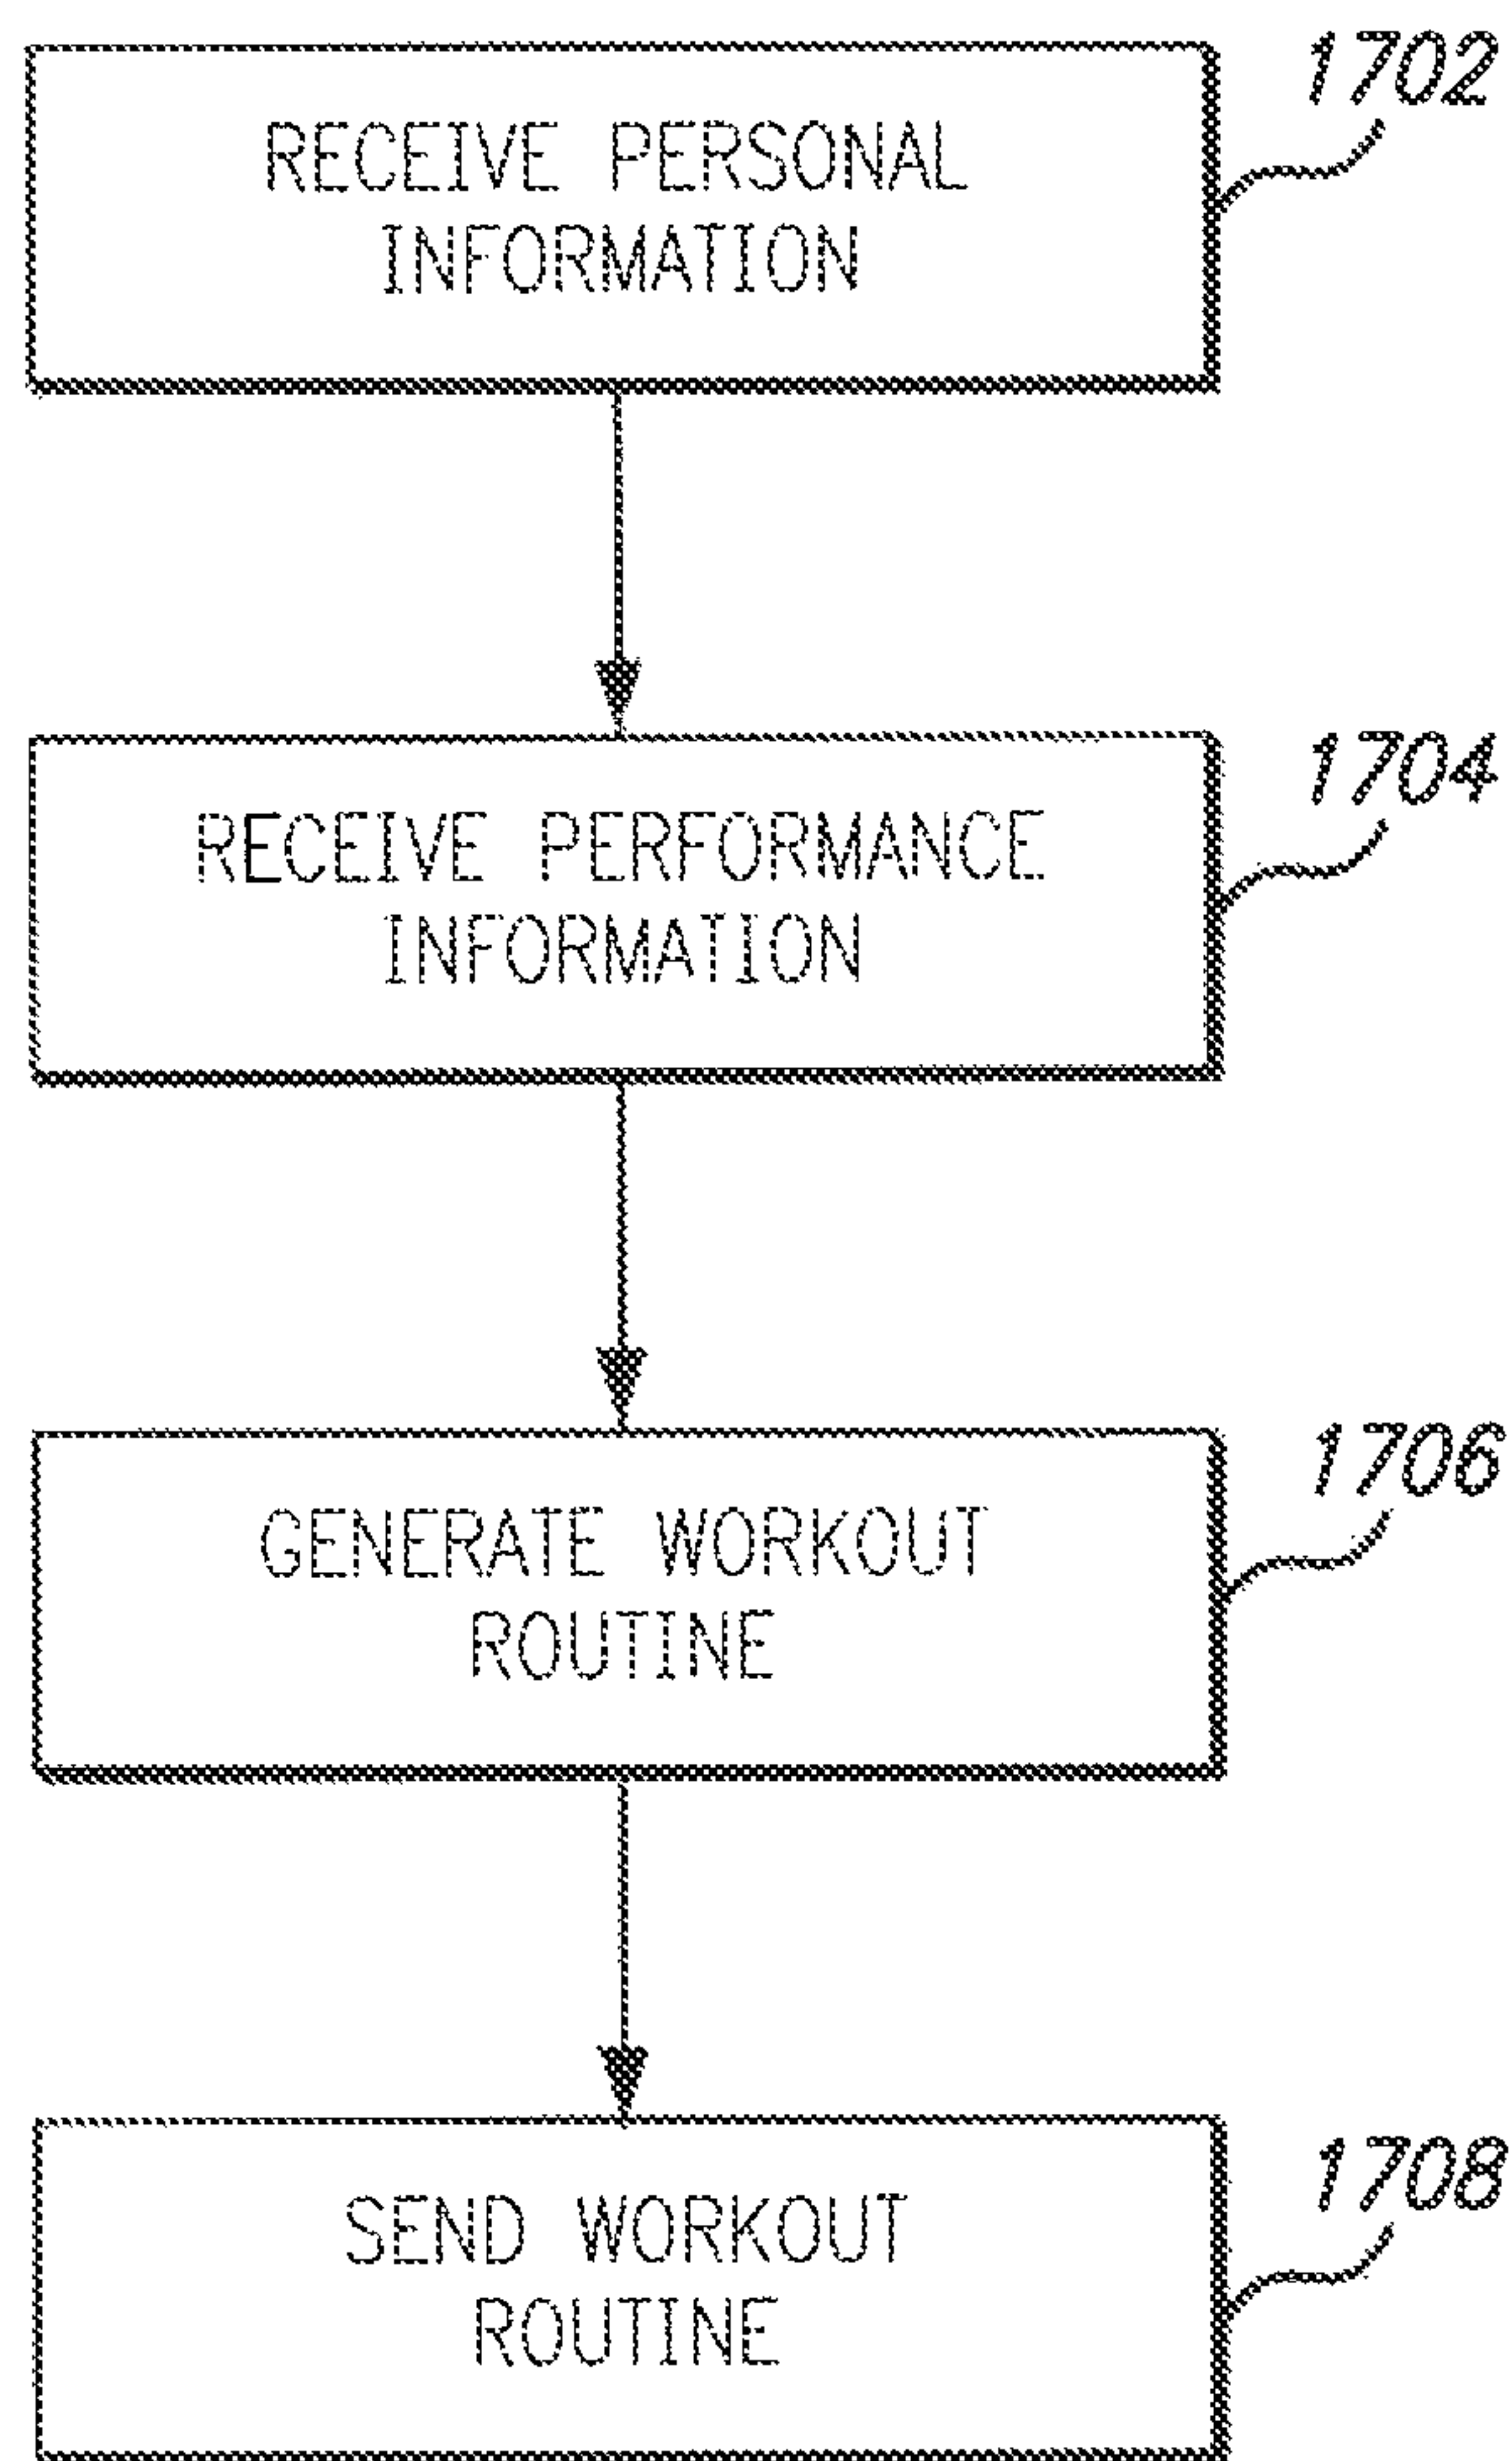 1702
RECEIVE PERSONAL
INFORMATION
1704
RECEIVE PERFORMANCE
INFORMATION
1706
GENERATE WORKOUT
ROUTINE
1708
SEND WORKOUT
ROUTINE